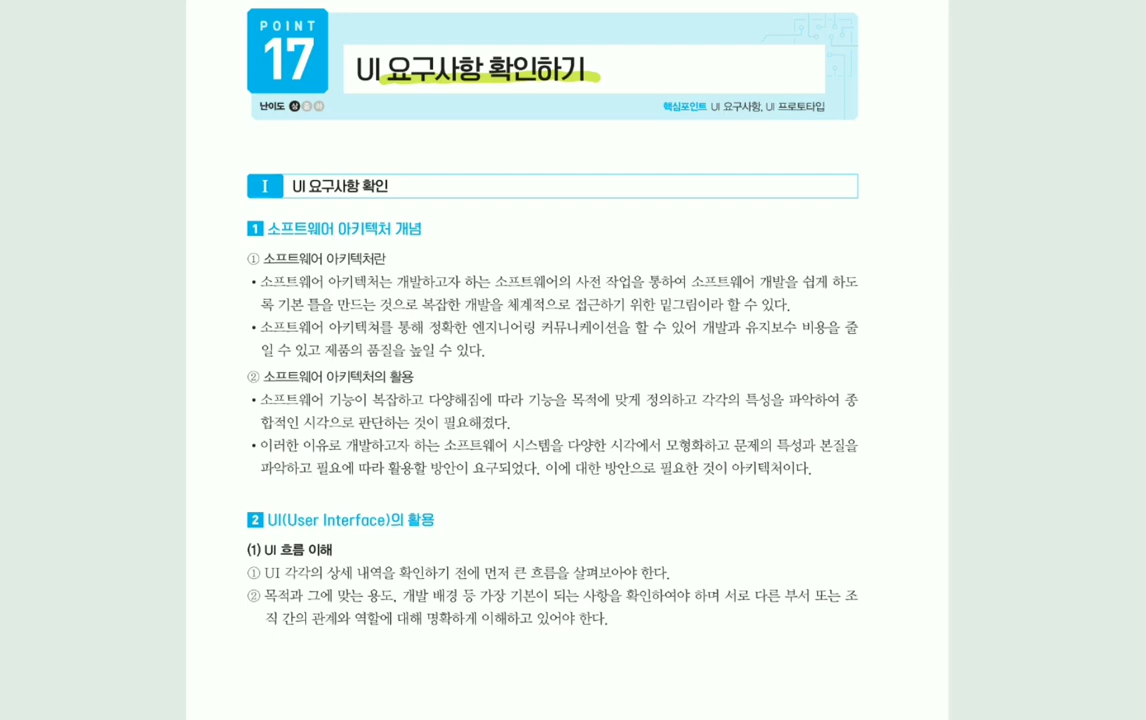 POINT
17
UI 요구사항 확인하기
난이도 상 중 하
핵심포인트 UI 요구사항, UI 프로토타입
I UI 요구사항 확인
1 소프트웨어 아키텍처 개념
① 소프트웨어 아키텍처란
• 소프트웨어 아키텍처는 개발하고자 하는 소프트웨어의 사전 작업을 통하여 소프트웨어 개발을 쉽게 하도
록 기본 틀을 만드는 것으로 복잡한 개발을 체계적으로 접근하기 위한 밑그림이라 할 수 있다.
• 소프트웨어 아키텍쳐를 통해 정확한 엔지니어링 커뮤니케이션을 할 수 있어 개발과 유지보수 비용을 줄
일 수 있고 제품의 품질을 높일 수 있다.
② 소프트웨어 아키텍처의 활용
• 소프트웨어 기능이 복잡하고 다양해짐에 따라 기능을 목적에 맞게 정의하고 각각의 특성을 파악하여 종
합적인 시각으로 판단하는 것이 필요해졌다.
• 이러한 이유로 개발하고자 하는 소프트웨어 시스템을 다양한 시각에서 모형화하고 문제의 특성과 본질을
파악하고 필요에 따라 활용할 방안이 요구되었다. 이에 대한 방안으로 필요한 것이 아키텍처이다.
2 UI(User Interface)의 활용
(1) UI 흐름 이해
① UI 각각의 상세 내역을 확인하기 전에 먼저 큰 흐름을 살펴보아야 한다.
② 목적과 그에 맞는 용도, 개발 배경 등 가장 기본이 되는 사항을 확인하여야 하며 서로 다른 부서 또는 조
직 간의 관계와 역할에 대해 명확하게 이해하고 있어야 한다.